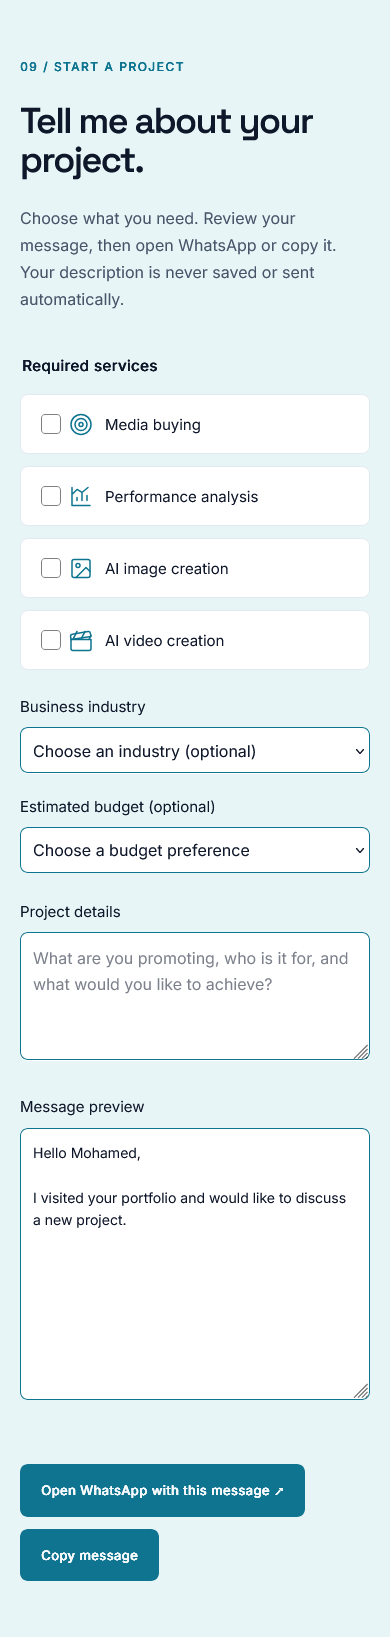 09 / START A PROJECT
Tell me about your
project.
Choose what you need. Review your
message, then open WhatsApp or copy it.
Your description is never saved or sent
automatically.
Required services
Media buying
Performance analysis
AI image creation
AI video creation
Business industry
Choose an industry (optional)
Estimated budget (optional)
Choose a budget preference
Project details
What are you promoting, who is it for, and
what would you like to achieve?
Message preview
Hello Mohamed,
I visited your portfolio and would like to discuss
a new project.
Open WhatsApp with this message ↗
Copy message